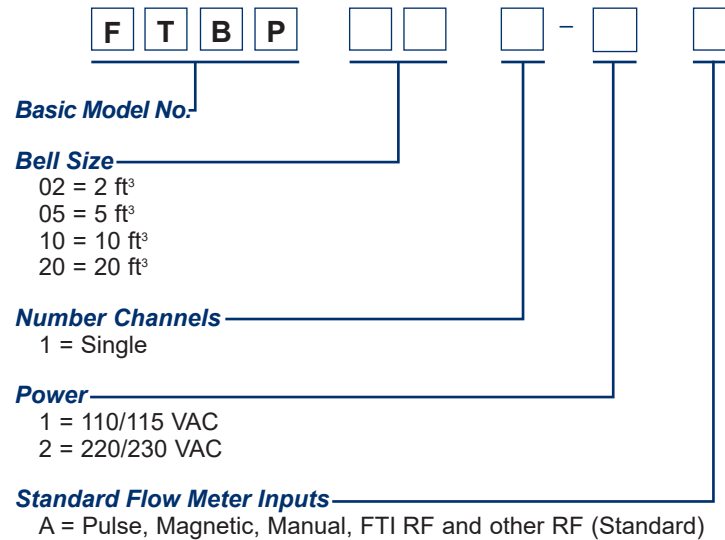 F T B P –
Basic Model No.
Bell Size
02 = 2 ft³
05 = 5 ft³
10 = 10 ft³
20 = 20 ft³
Number Channels
1 = Single
Power
1 = 110/115 VAC
2 = 220/230 VAC
Standard Flow Meter Inputs
A = Pulse, Magnetic, Manual, FTI RF and other RF (Standard)